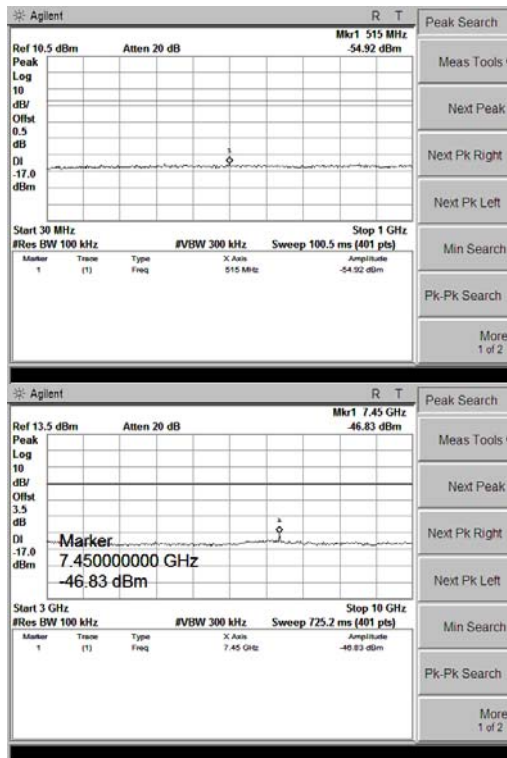 Agilent R T
Peak Search
Mkr1 515 MHz
Ref 10.5 dBm Atten 20 dB -54.92 dBm
Peak
Log
10
dB/
Offst
0.5
dB
DI
-17.0
dBm
1
Start 30 MHz Stop 1 GHz
#Res BW 100 kHz #VBW 300 kHz Sweep 100.5 ms (401 pts)
Marker Trace Type X Axis Amplitude
1 (1) Freq 515 MHz -54.92 dBm
Meas Tools
Next Peak
Next Pk Right
Next Pk Left
Min Search
Pk-Pk Search
More
1 of 2
Agilent R T
Peak Search
Mkr1 7.45 GHz
Ref 13.5 dBm Atten 20 dB -46.83 dBm
Peak
Log
10
dB/
Offst
3.5
dB
DI
-17.0
dBm
1
Marker
7.450000000 GHz
-46.83 dBm
Start 3 GHz Stop 10 GHz
#Res BW 100 kHz #VBW 300 kHz Sweep 725.2 ms (401 pts)
Marker Trace Type X Axis Amplitude
1 (1) Freq 7.45 GHz -46.83 dBm
Meas Tools
Next Peak
Next Pk Right
Next Pk Left
Min Search
Pk-Pk Search
More
1 of 2